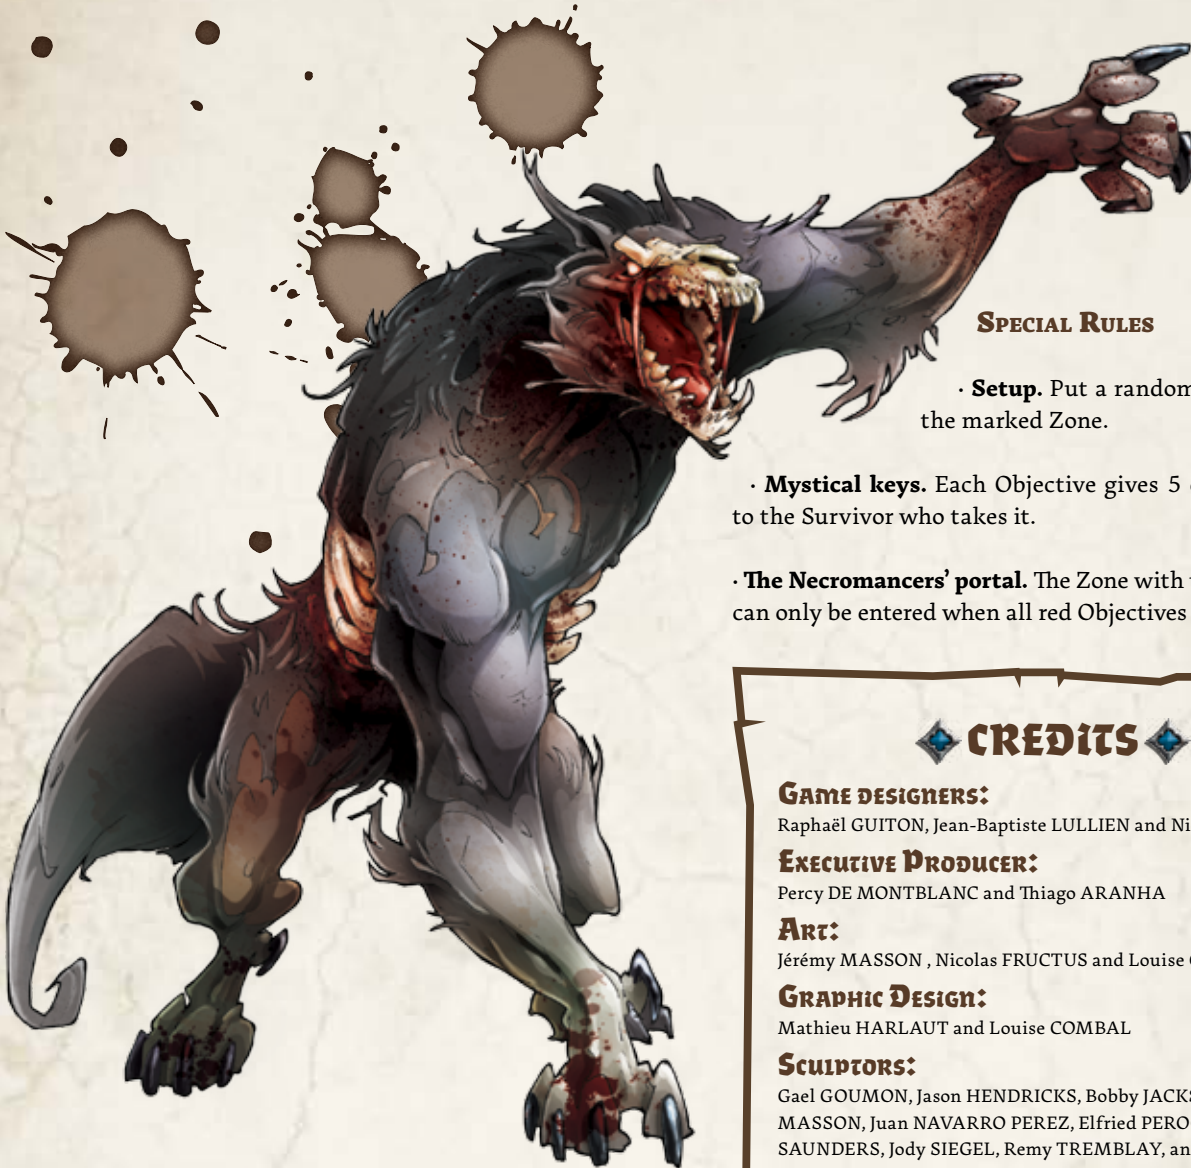 Special Rules
· Setup. Put a random
the marked Zone.
· Mystical keys. Each Objective gives 5
to the Survivor who takes it.
· The Necromancers' portal. The Zone with
can only be entered when all red Objectives
CREDITS
Game designers:
Raphaël GUITON, Jean-Baptiste LULLIEN and
Executive Producer:
Percy DE MONTBLANC and Thiago ARANHA
Art:
Jérémy MASSON , Nicolas FRUCTUS and Louise
Graphic Design:
Mathieu HARLAUT and Louise COMBAL
Sculptors:
Gael GOUMON, Jason HENDRICKS, Bobby
MASSON, Juan NAVARRO PEREZ, Elfried
SAUNDERS, Jody SIEGEL, Remy TREMBLAY,